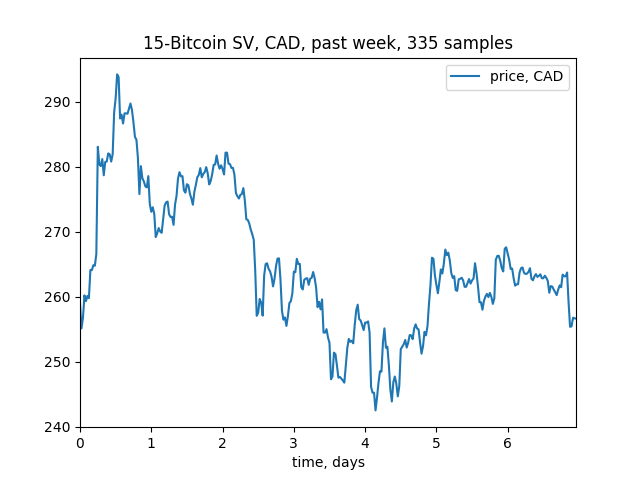 15-Bitcoin SV, CAD, past week, 335 samples
price, CAD
290
280
270
260
250
240
0 1 2 3 4 5 6
time, days